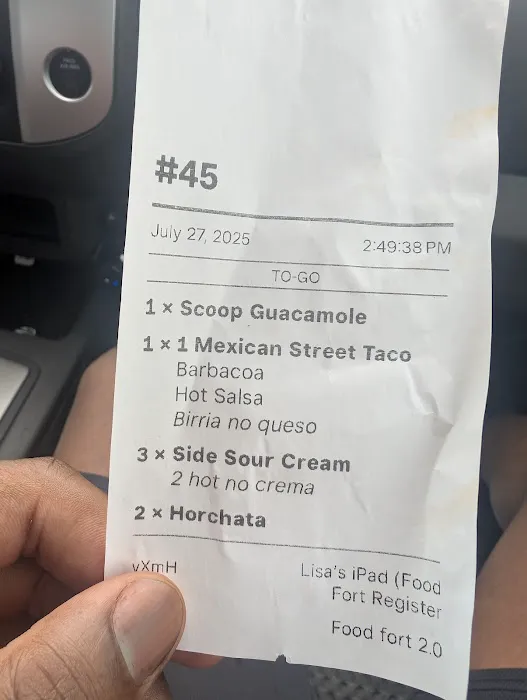 #45
July 27, 2025 2:49:38 PM
TO-GO
1 × Scoop Guacamole
1 × 1 Mexican Street Taco
Barbacoa
Hot Salsa
Birria no queso
3 × Side Sour Cream
2 hot no crema
2 × Horchata
vXmH Lisa's iPad (Food
Fort Register
Food fort 2.0